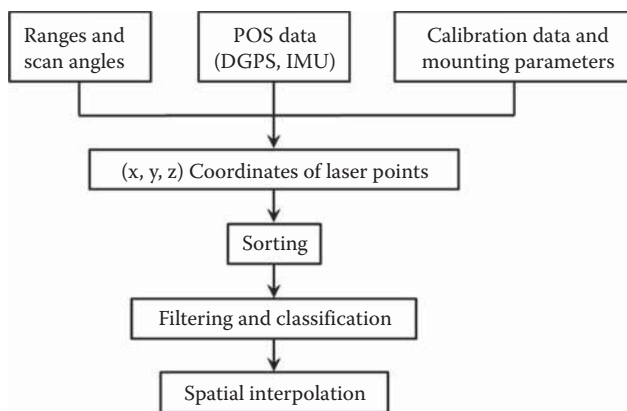 Ranges and
scan angles
POS data
(DGPS, IMU)
Calibration data and
mounting parameters
(x, y, z) Coordinates of laser points
Sorting
Filtering and classification
Spatial interpolation